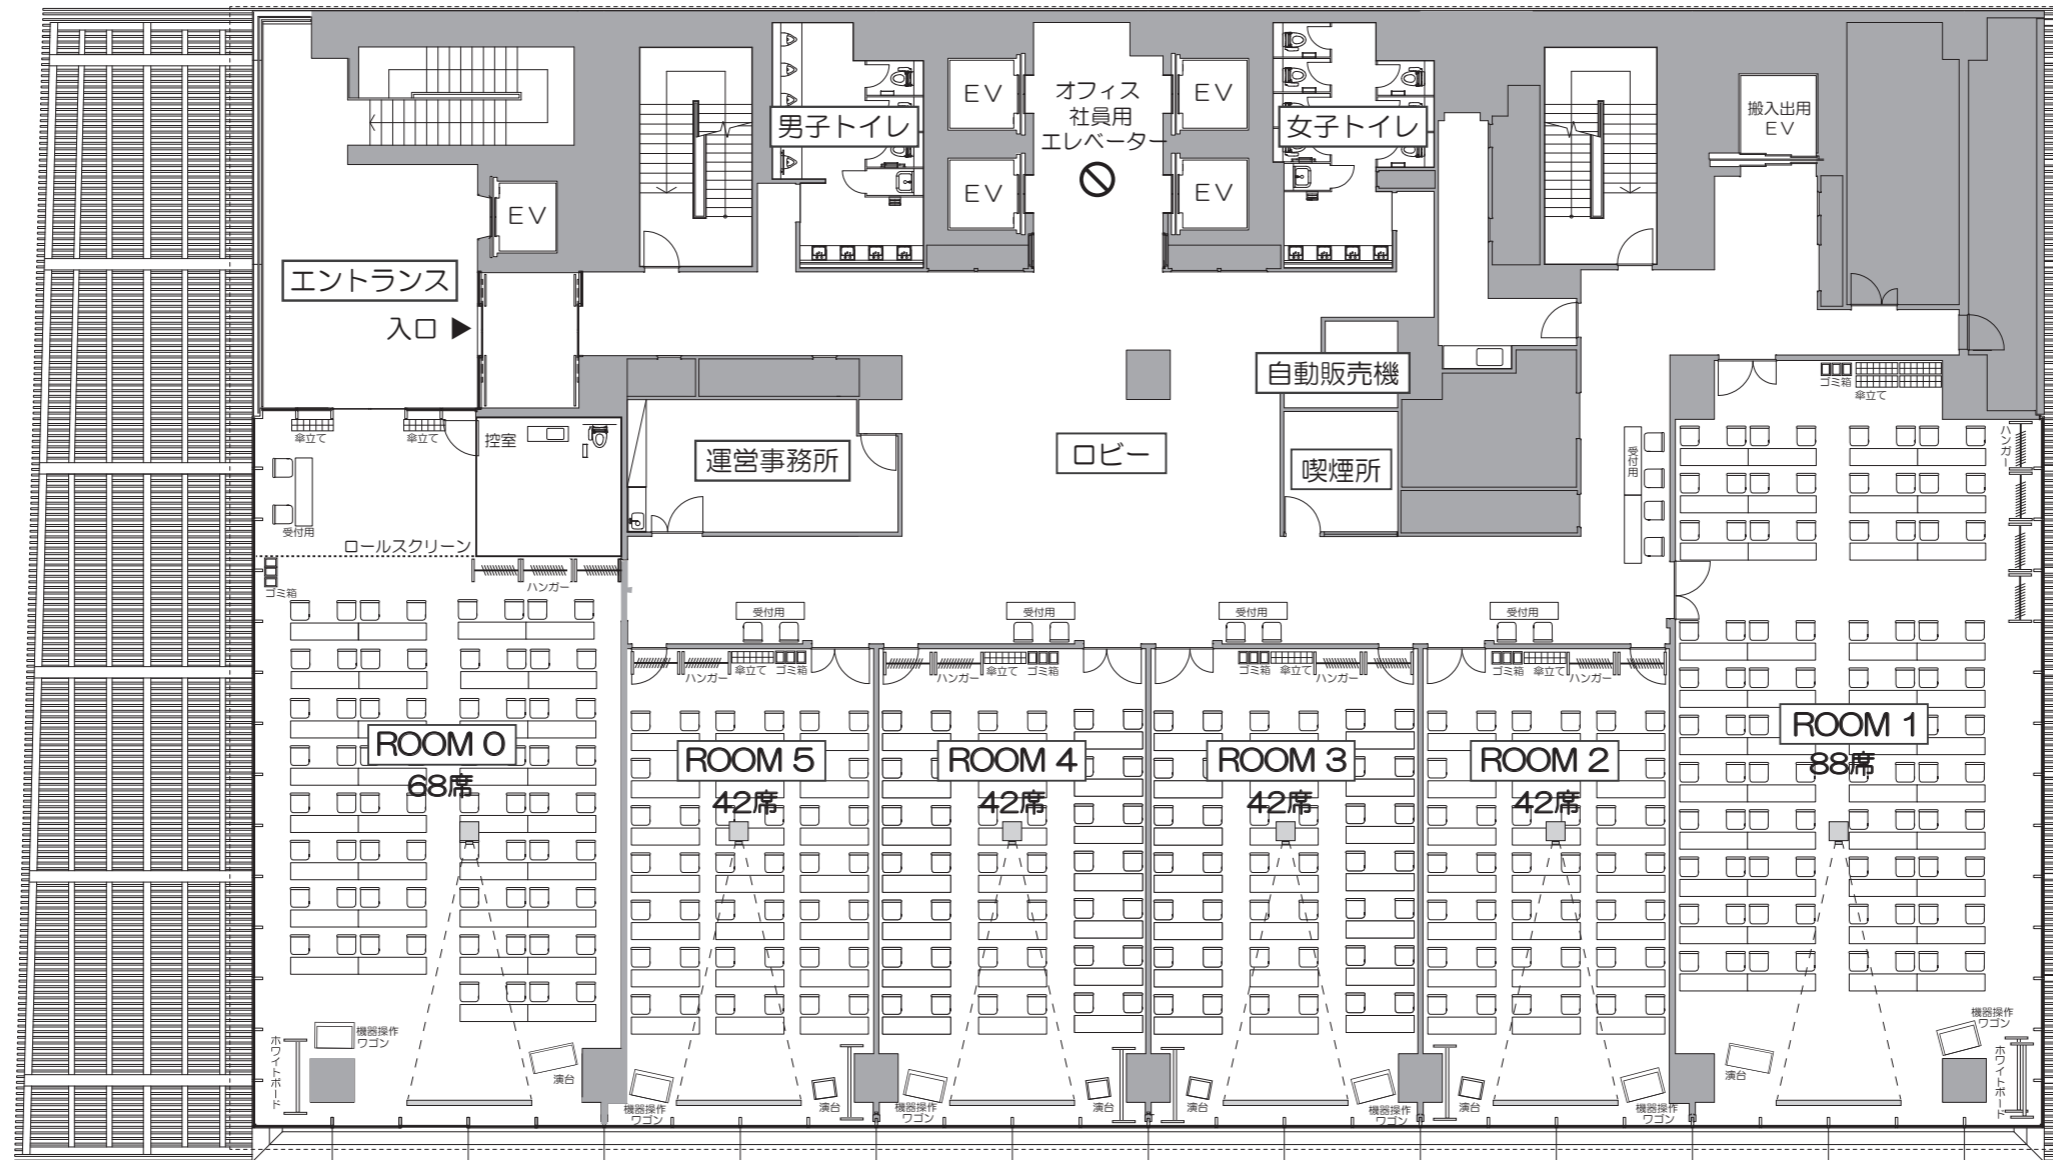 EV
オフィス
社員用
エレベーター
EV
搬入出用
EV
男子トイレ
女子トイレ
EV
EV
EV
エントランス
入口 ▶
自動販売機
ゴミ箱
傘立て
傘立て
傘立て
控室
運営事務所
ロビー
喫煙所
受付用
ハンガー
受付用
ロールスクリーン
ゴミ箱
ハンガー
受付用
受付用
受付用
受付用
ハンガー
傘立て
ゴミ箱
ハンガー
傘立て
ゴミ箱
ゴミ箱
傘立て
ハンガー
ゴミ箱
傘立て
ハンガー
ROOM 0
68席
ROOM 5
42席
ROOM 4
42席
ROOM 3
42席
ROOM 2
42席
ROOM 1
88席
ホワイトボード
機器操作
ワゴン
演台
機器操作
ワゴン
演台
機器操作
ワゴン
演台
演台
機器操作
ワゴン
演台
機器操作
ワゴン
演台
機器操作
ワゴン
ホワイトボード